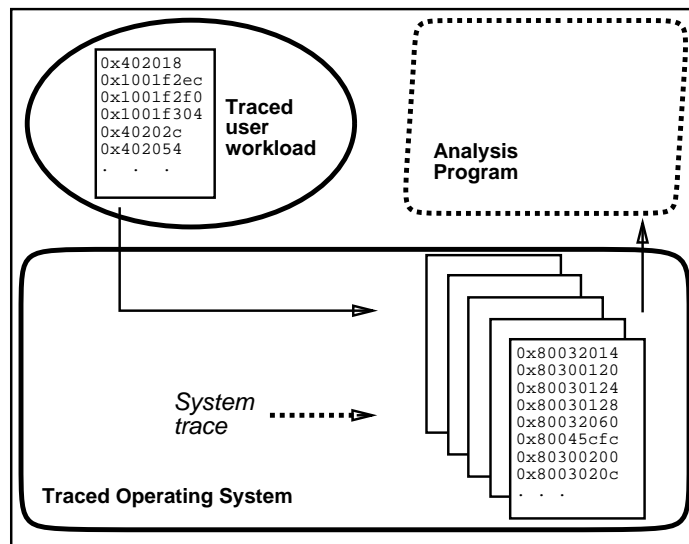 0x402018
0x1001f2ec
0x1001f2f0
0x1001f304
0x40202c
0x402054
. . .
Traced
user
workload
Analysis
Program
System
trace
0x80032014
0x80300120
0x80030124
0x80030128
0x80032060
0x80045cfc
0x80300200
0x8003020c
. . .
Traced Operating System